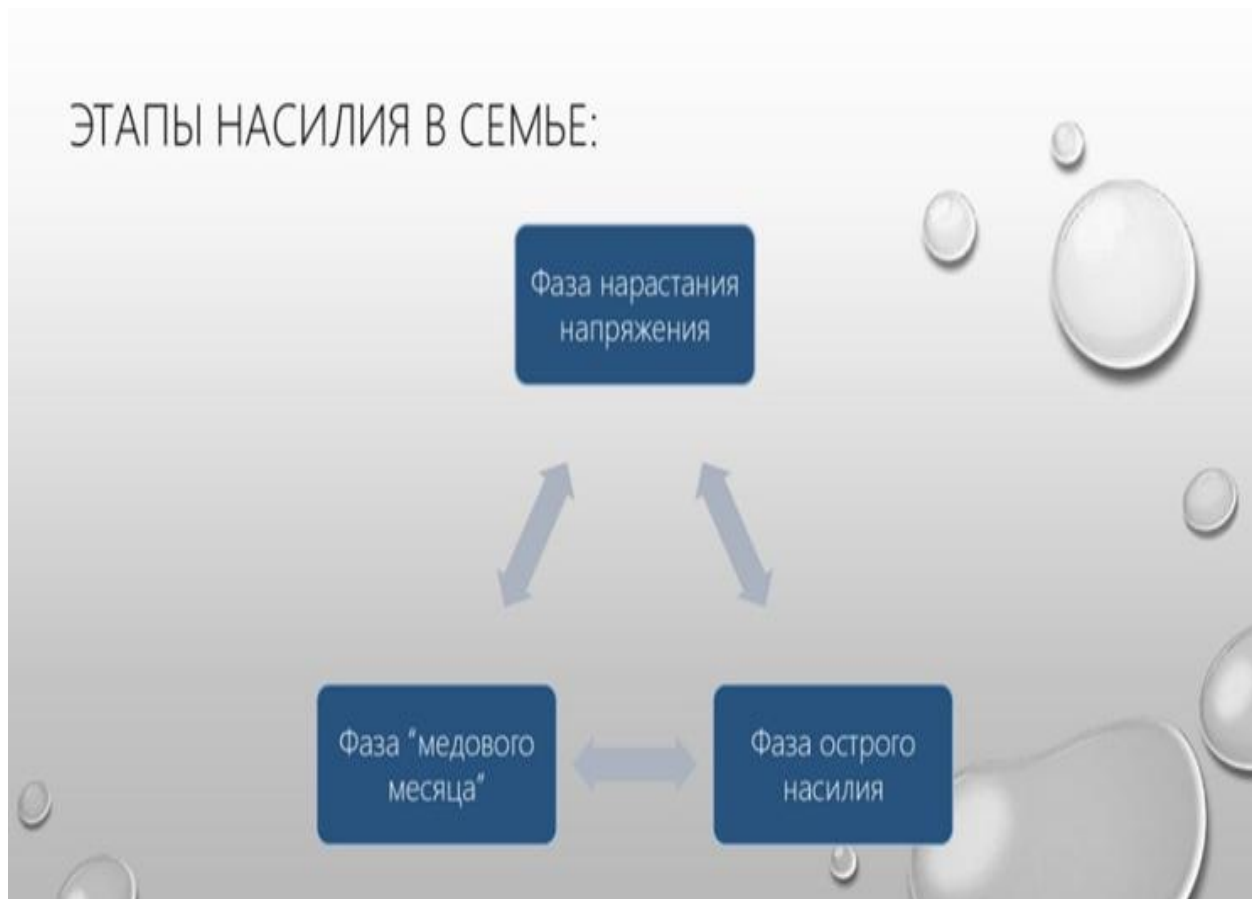 ЭТАПЫ НАСИЛИЯ В СЕМЬЕ:
Фаза нарастания
напряжения
Фаза "медового
месяца"
Фаза острого
насилия